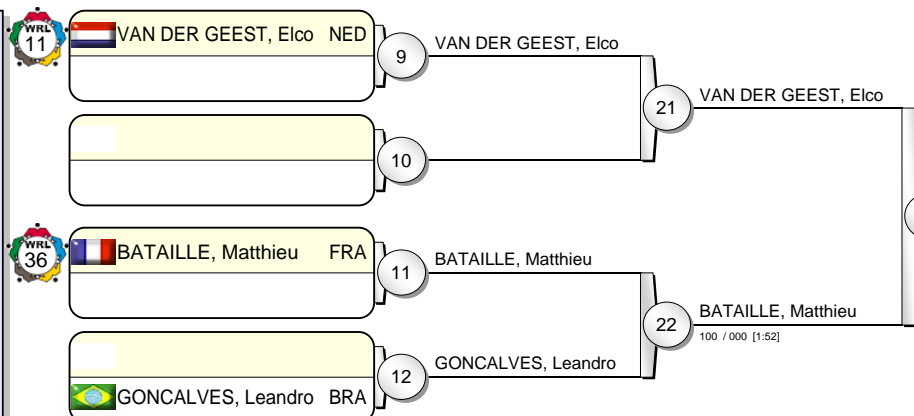 WRL
11
VAN DER GEEST, Elco NED
9
VAN DER GEEST, Elco
21
VAN DER GEEST, Elco
10
WRL
36
BATAILLE, Matthieu FRA
11
BATAILLE, Matthieu
22
BATAILLE, Matthieu
100 / 000 [1:52]
GONCALVES, Leandro BRA
12
GONCALVES, Leandro